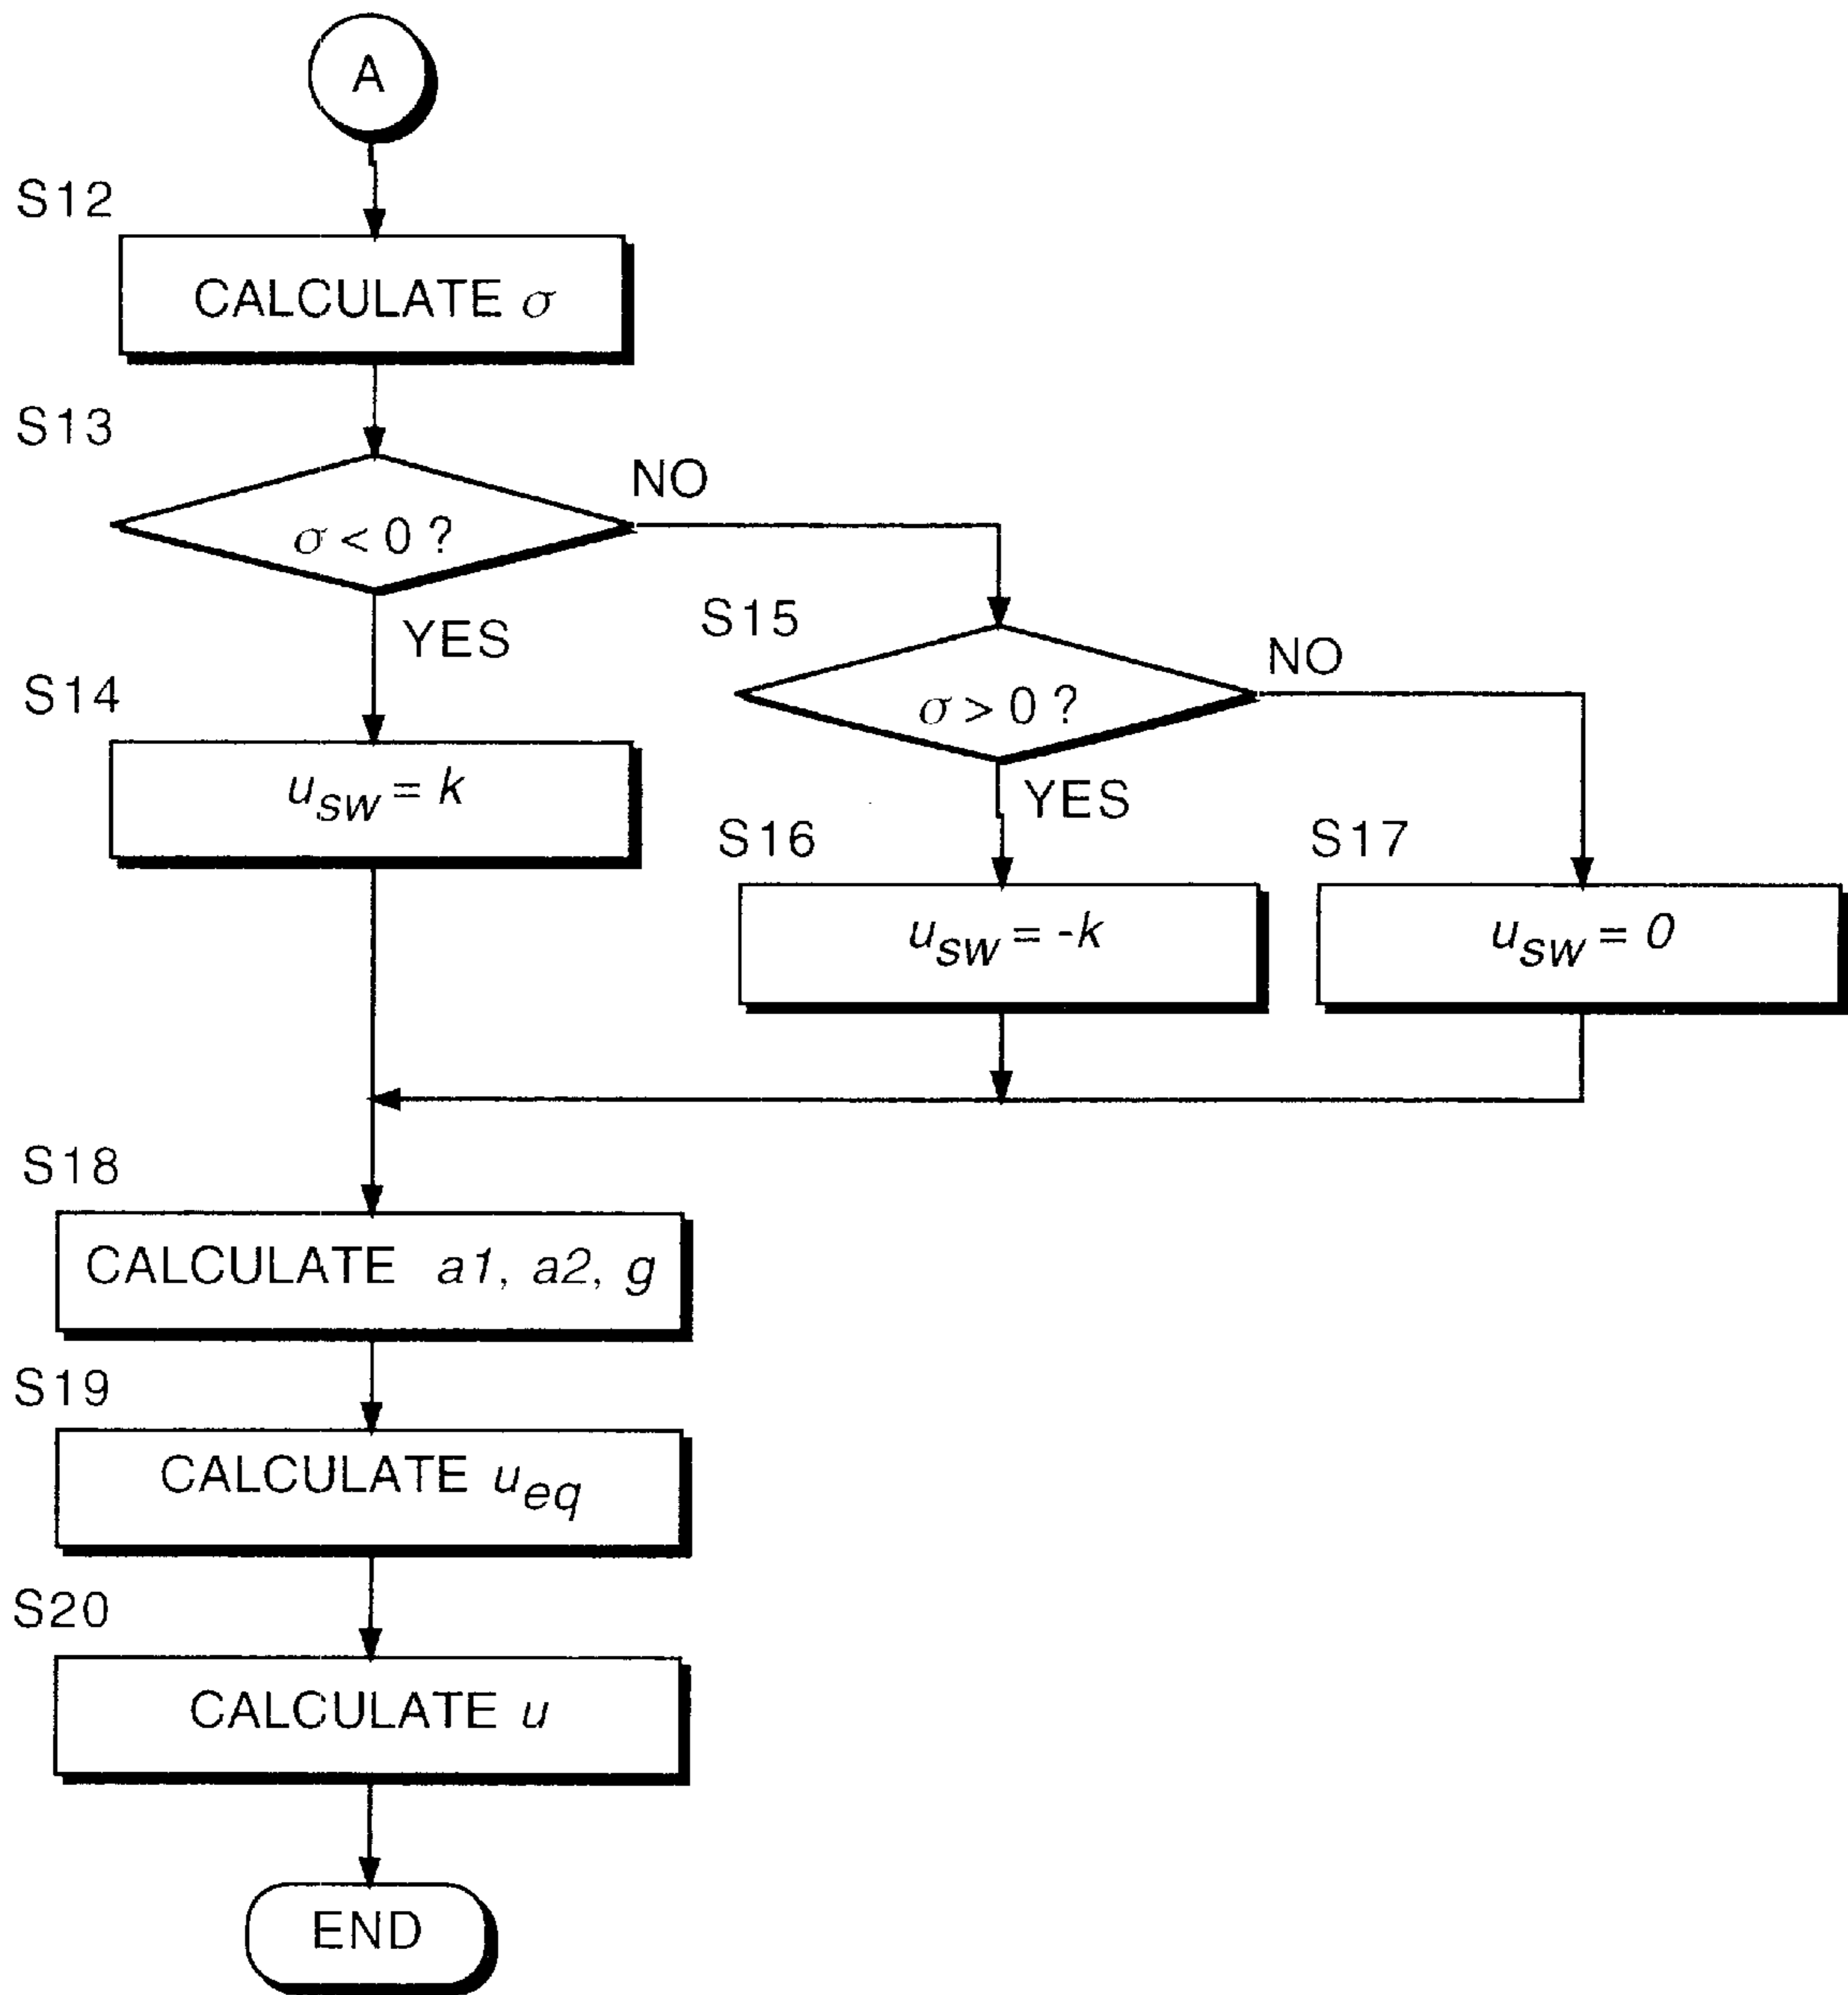 A
S12
CALCULATE σ
S13
NO
σ < 0 ?
S15
YES
NO
S14
σ > 0 ?
u_sw = k
YES
S16
S17
u_sw = -k
u_sw = 0
S18
CALCULATE a1, a2, g
S19
CALCULATE u_eq
S20
CALCULATE u
END